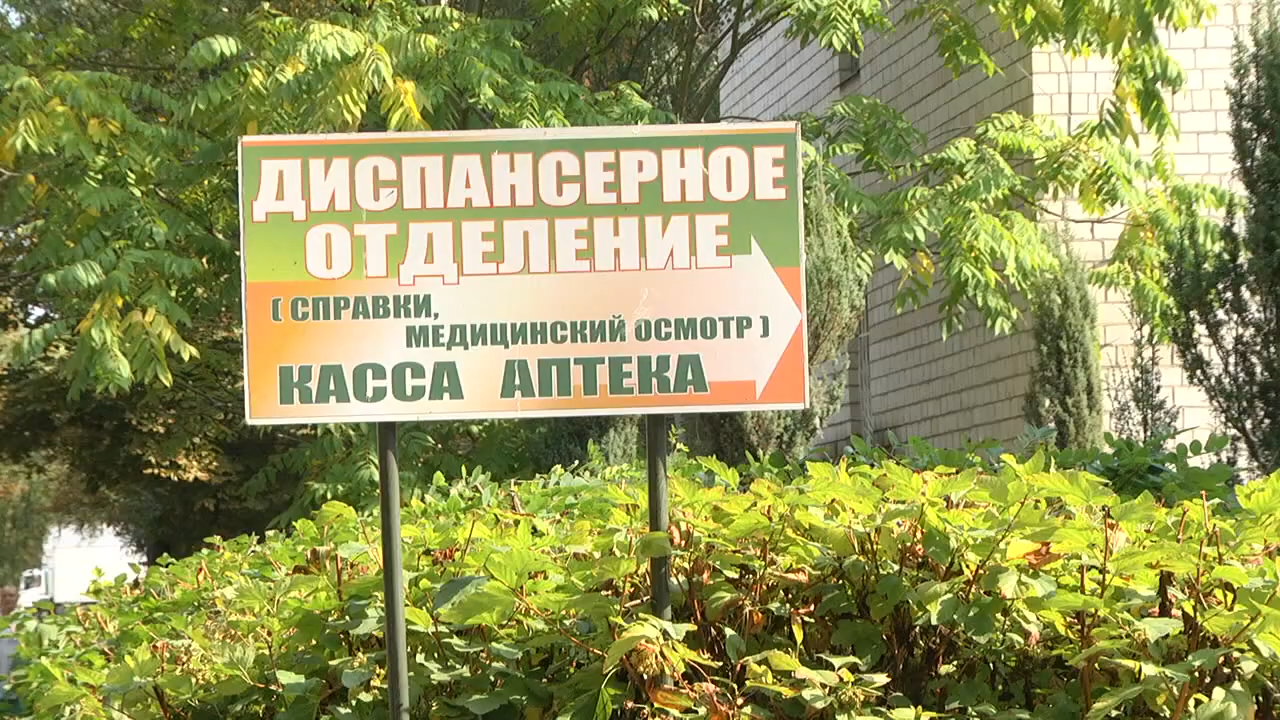 ДИСПАНСЕРНОЕ
ОТДЕЛЕНИЕ
( СПРАВКИ,
МЕДИЦИНСКИЙ ОСМОТР )
КАССА АПТЕКА